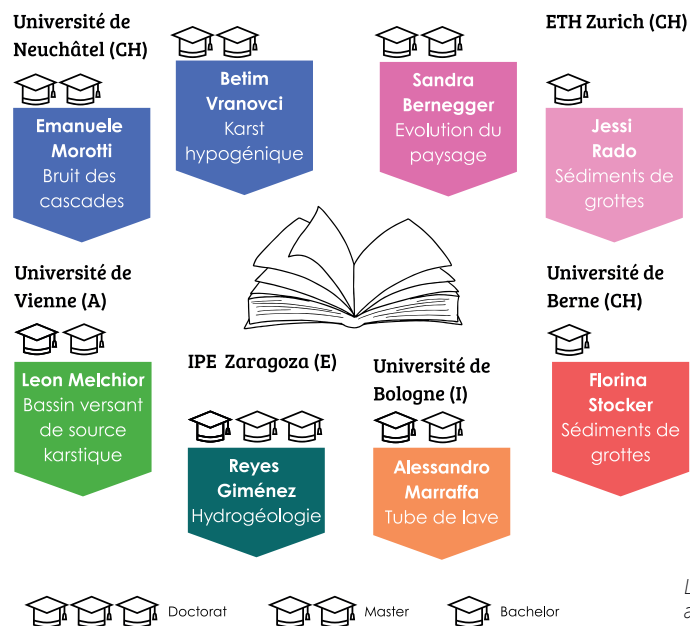 Université de
Neuchâtel (CH)
Emanuele
Morotti
Bruit des
cascades
Betim
Vranovci
Karst
hypogénique
Sandra
Bernegger
Evolution du
paysage
ETH Zurich (CH)
Jessi
Rado
Sédiments de
grottes
Université de
Vienne (A)
Leon Melchior
Bassin versant
de source
karstique
IPE Zaragoza (E)
Reyes
Giménez
Hydrogéologie
Université de
Bologne (I)
Alessandro
Marraffa
Tube de lave
Université de
Berne (CH)
Florina
Stocker
Sédiments de
grottes
Doctorat
Master
Bachelor